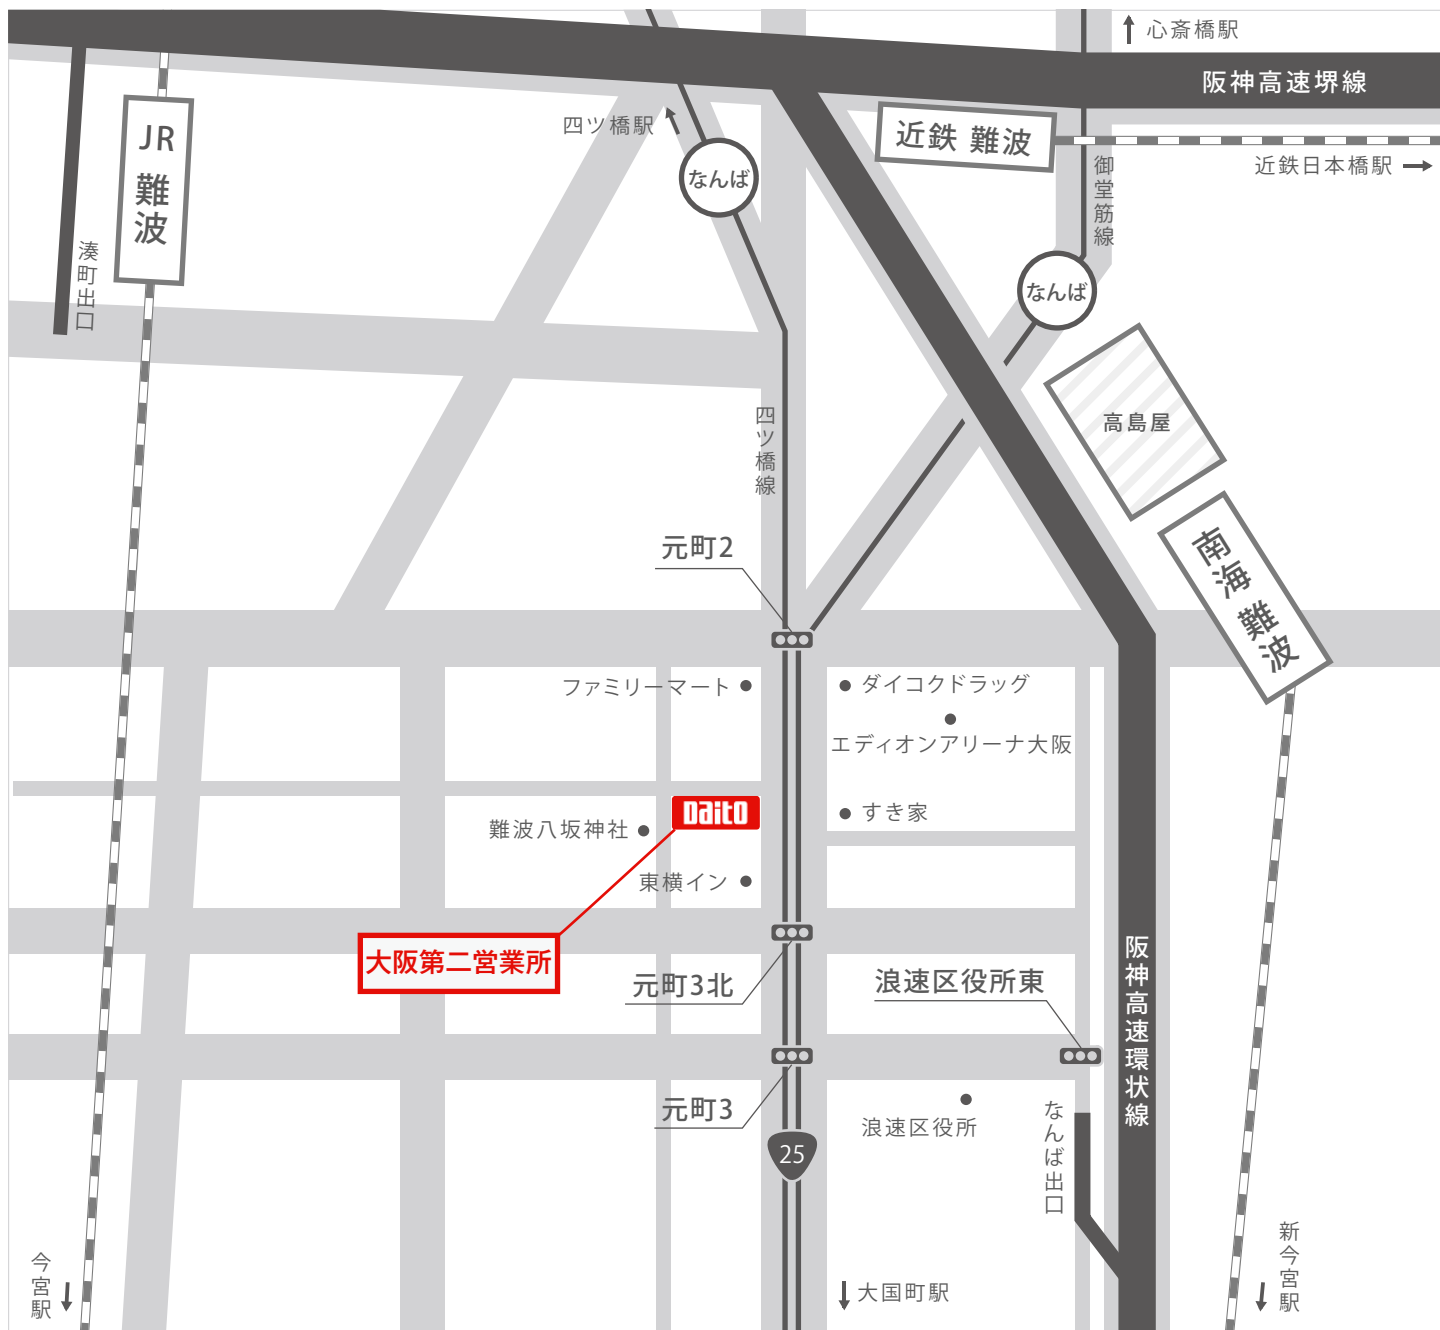 心斎橋駅
阪神高速堺線
JR 難波
四ツ橋駅
なんば
近鉄 難波
近鉄日本橋駅
御堂筋線
湊町出口
なんば
高島屋
四ツ橋線
南海 難波
元町2
ファミリーマート
ダイコクドラッグ
エディオンアリーナ大阪
Daito
すき家
難波八坂神社
東横イン
大阪第二営業所
元町3北
浪速区役所東
阪神高速環状線
元町3
浪速区役所
なんば出口
25
今宮駅
大国町駅
新今宮駅